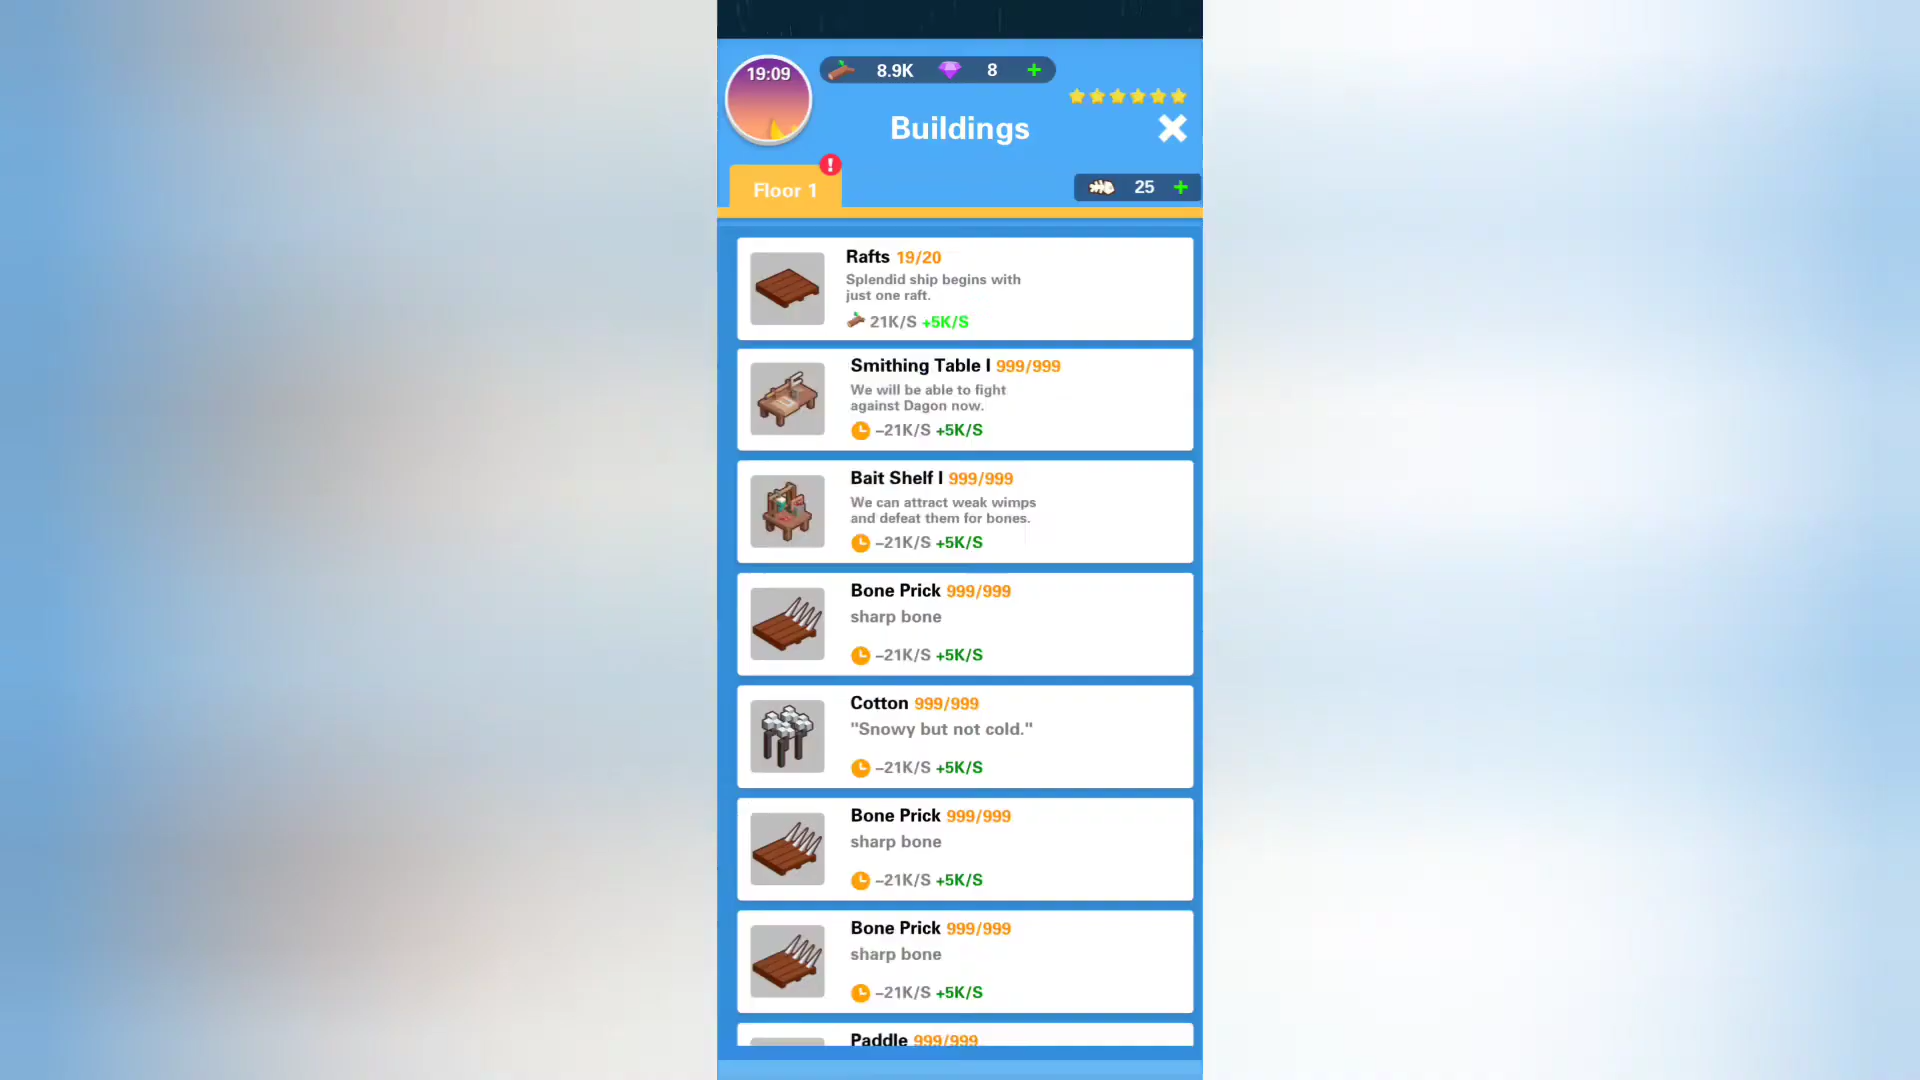 19:09
8.9K 8 +
Buildings
!
Floor 1
25 +
Rafts 19/20
Splendid ship begins with
just one raft.
21K/S +5K/S
Smithing Table I 999/999
We will be able to fight
against Dagon now.
–21K/S +5K/S
Bait Shelf I 999/999
We can attract weak wimps
and defeat them for bones.
–21K/S +5K/S
Bone Prick 999/999
sharp bone
–21K/S +5K/S
Cotton 999/999
"Snowy but not cold."
–21K/S +5K/S
Bone Prick 999/999
sharp bone
–21K/S +5K/S
Bone Prick 999/999
sharp bone
–21K/S +5K/S
Paddle 999/999